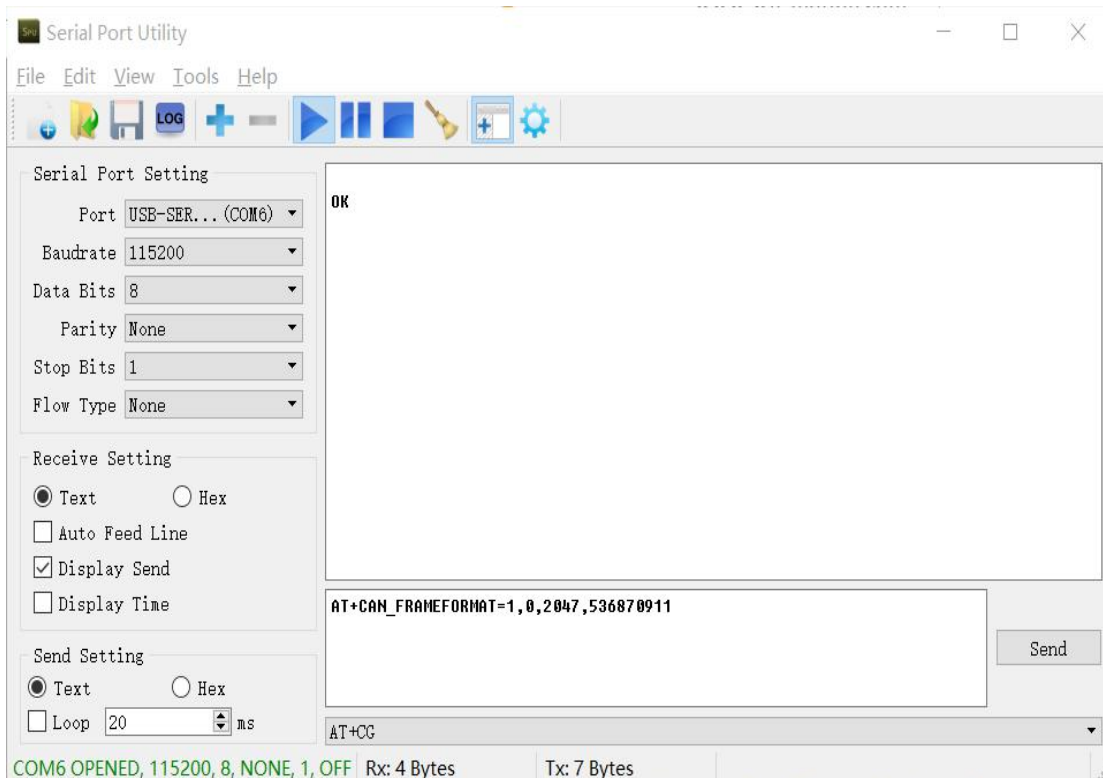 Serial Port Utility
File Edit View Tools Help
LOG
Serial Port Setting
Port USB-SER...(COM6)
Baudrate 115200
Data Bits 8
Parity None
Stop Bits 1
Flow Type None
Receive Setting
Text Hex
Auto Feed Line
Display Send
Display Time
Send Setting
Text Hex
Loop 20 ms
OK
AT+CAN_FRAMEFORMAT=1,0,2047,536870911
Send
AT+CG
COM6 OPENED, 115200, 8, NONE, 1, OFF Rx: 4 Bytes Tx: 7 Bytes